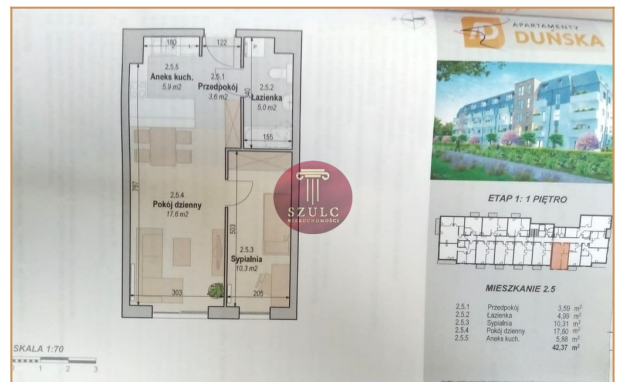 APARTAMENTY
DUŃSKA
180
122
2.5.5
Aneks kuch.
5,9 m2
2.5.1
Przedpokój
3,6 m2
2.5.2
Łazienka
5,0 m2
155
2.5.4
Pokój dzienny
17,6 m2
503
2.5.3
Sypialnia
10,3 m2
303
205
SZULC
NIERUCHOMOŚCI
SKALA 1:70
1
2
3
ETAP 1: 1 PIĘTRO
MIESZKANIE 2.5
2.5.1 Przedpokój 3,59 m²
2.5.2 Łazienka 4,99 m²
2.5.3 Sypialnia 10,31 m²
2.5.4 Pokój dzienny 17,60 m²
2.5.5 Aneks kuch. 5,88 m²
42,37 m²